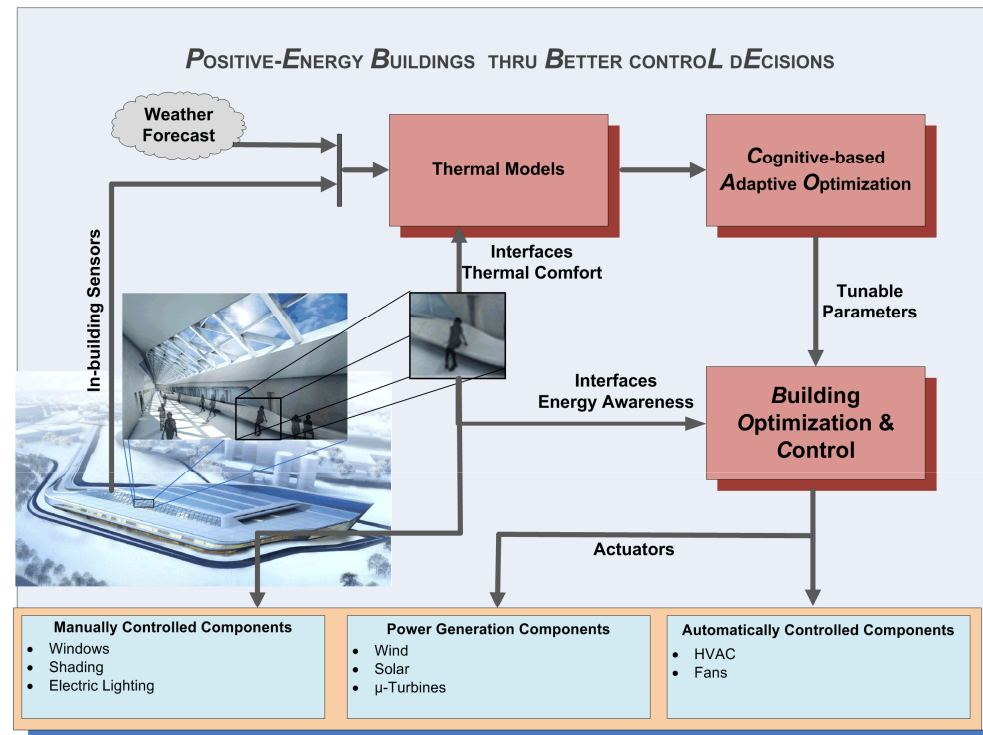 POSITIVE-ENERGY BUILDINGS THRU BETTER CONTROL DECISIONS
Weather
Forecast
Thermal Models
Cognitive-based
Adaptive Optimization
In-building Sensors
Interfaces
Thermal Comfort
Tunable
Parameters
Interfaces
Energy Awareness
Building
Optimization &
Control
Actuators
Manually Controlled Components
• Windows
• Shading
• Electric Lighting
Power Generation Components
• Wind
• Solar
• µ-Turbines
Automatically Controlled Components
• HVAC
• Fans